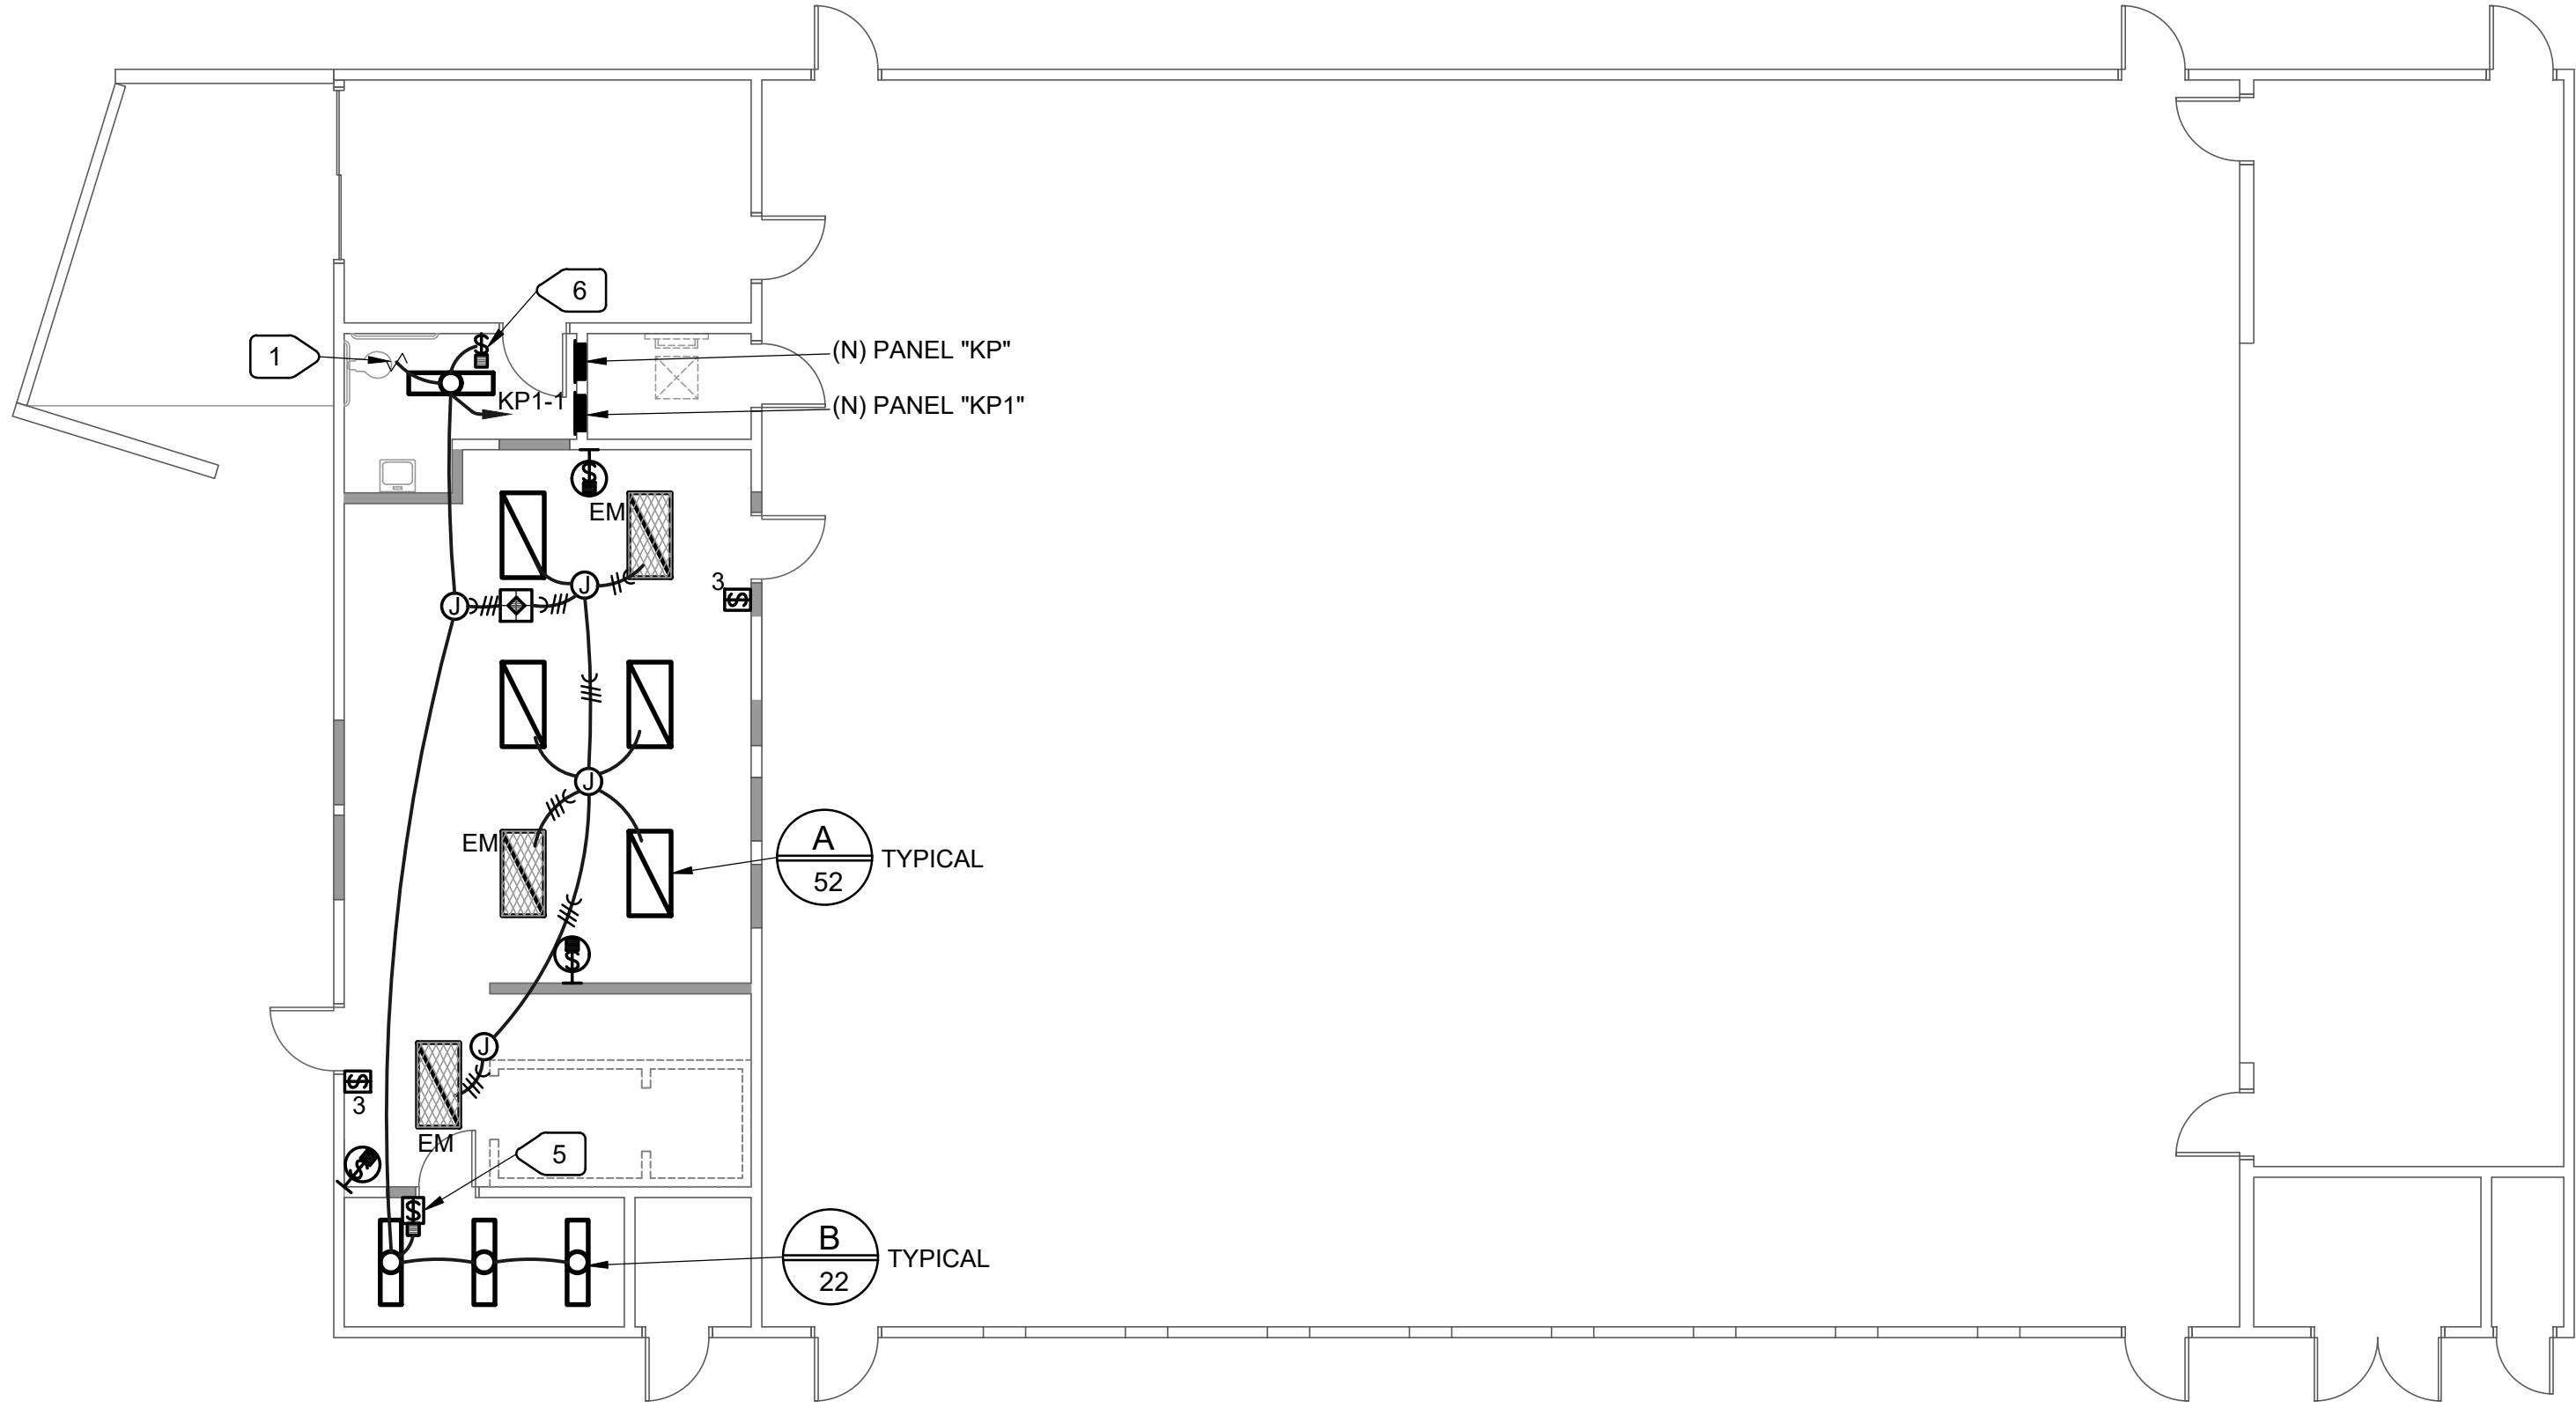 6
1
(N) PANEL "KP"
KP1-1
(N) PANEL "KP1"
$
$
EM
3
$
J
J
J
EM
A
52
TYPICAL
$
J
$
3
EM
5
$
$
B
22
TYPICAL